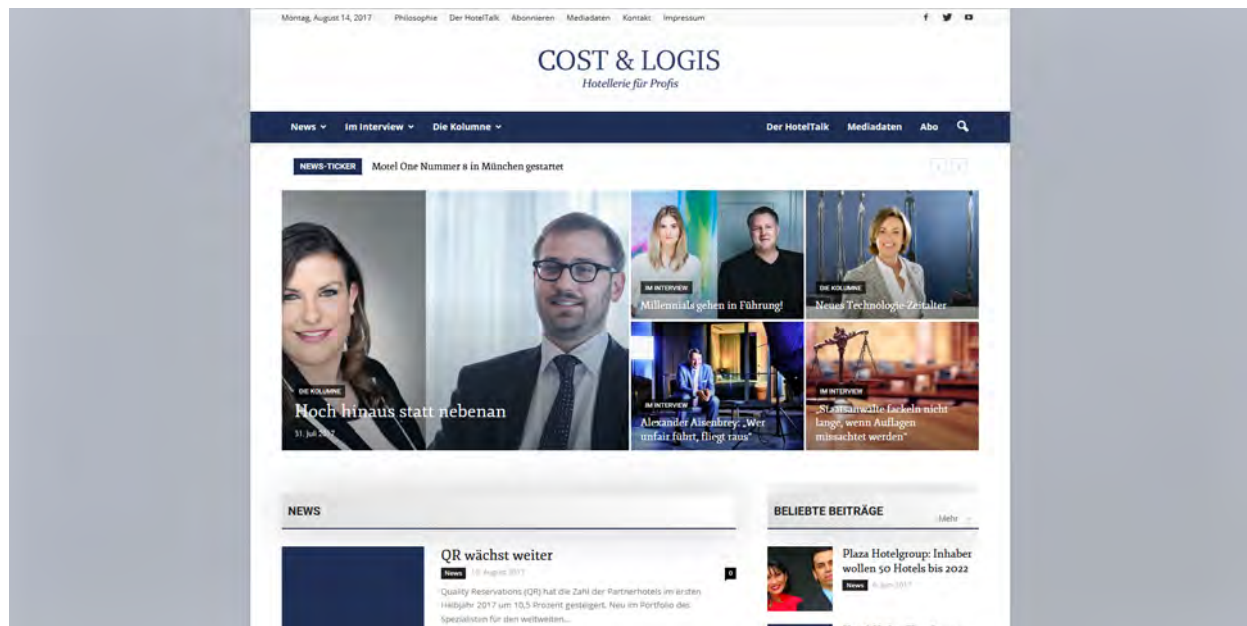 Montag, August 14, 2017 Philosophie Der HotelTalk Abonnieren Mediadaten Kontakt Impressum
COST & LOGIS
Hotellerie für Profis
News Im Interview Die Kolumne Der HotelTalk Mediadaten Abo
NEWS-TICKER Motel One Nummer 8 in München gestartet
IM INTERVIEW
Millennials gehen in Führung!
DIE KOLUMNE
Neues Technologie-Zeitalter
DIE KOLUMNE
Hoch hinaus statt nebenan
31. Juli 2017
IM INTERVIEW
Alexander Aisenbrey: „Wer
unfair führt, fliegt raus“
IM INTERVIEW
„Staatsanwälte fackeln nicht
lange, wenn Auflagen
missachtet werden“
NEWS
QR wächst weiter
News August 2017 0
Quality Reservations (QR) hat die Zahl der Partnerhotels im ersten
Halbjahr 2017 um 10,5 Prozent gesteigert. Neu im Portfolio des
Spezialisten für den weltweiten...
BELIEBTE BEITRÄGE
Mehr
Plaza Hotelgroup: Inhaber
wollen 50 Hotels bis 2022
News 2017